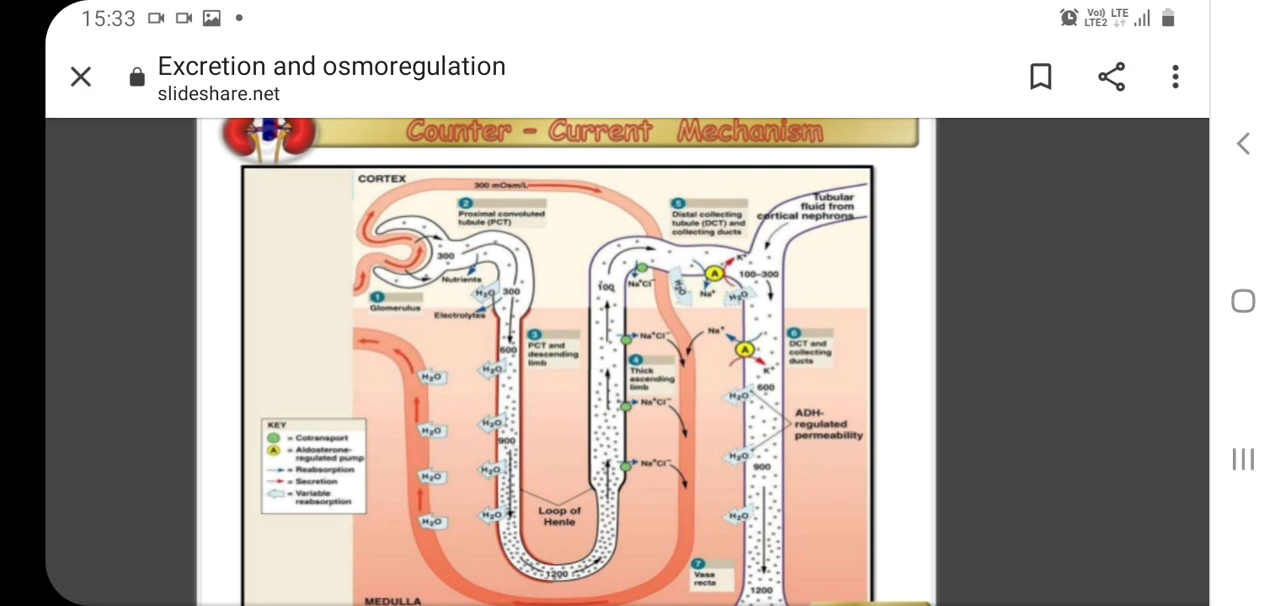 15:33
Vo)) LTE
LTE2
Excretion and osmoregulation
slideshare.net
Counter - Current Mechanism
CORTEX
300 mOsm/L
2
Proximal convoluted
tubule (PCT)
5
Distal collecting
tubule (DCT) and
collecting ducts
Tubular
fluid from
cortical nephrons
300
Nutrients
H₂O
300
Electrolytes
1
Glomerulus
100
Na⁺Cl⁻
H₂O
A
K⁺
Na⁺
H₂O
100–300
3
PCT and
descending
limb
600
H₂O
Na⁺Cl⁻
4
Thick
ascending
limb
Na⁺Cl⁻
Na⁺
A
K⁺
6
DCT and
collecting
ducts
600
H₂O
ADH-
regulated
permeability
H₂O
H₂O
H₂O
H₂O
H₂O
900
H₂O
H₂O
Na⁺Cl⁻
H₂O
900
H₂O
Loop of
Henle
1200
7
Vasa
recta
1200
MEDULLA
KEY
= Cotransport
A = Aldosterone-
regulated pump
= Reabsorption
= Secretion
= Variable
reabsorption